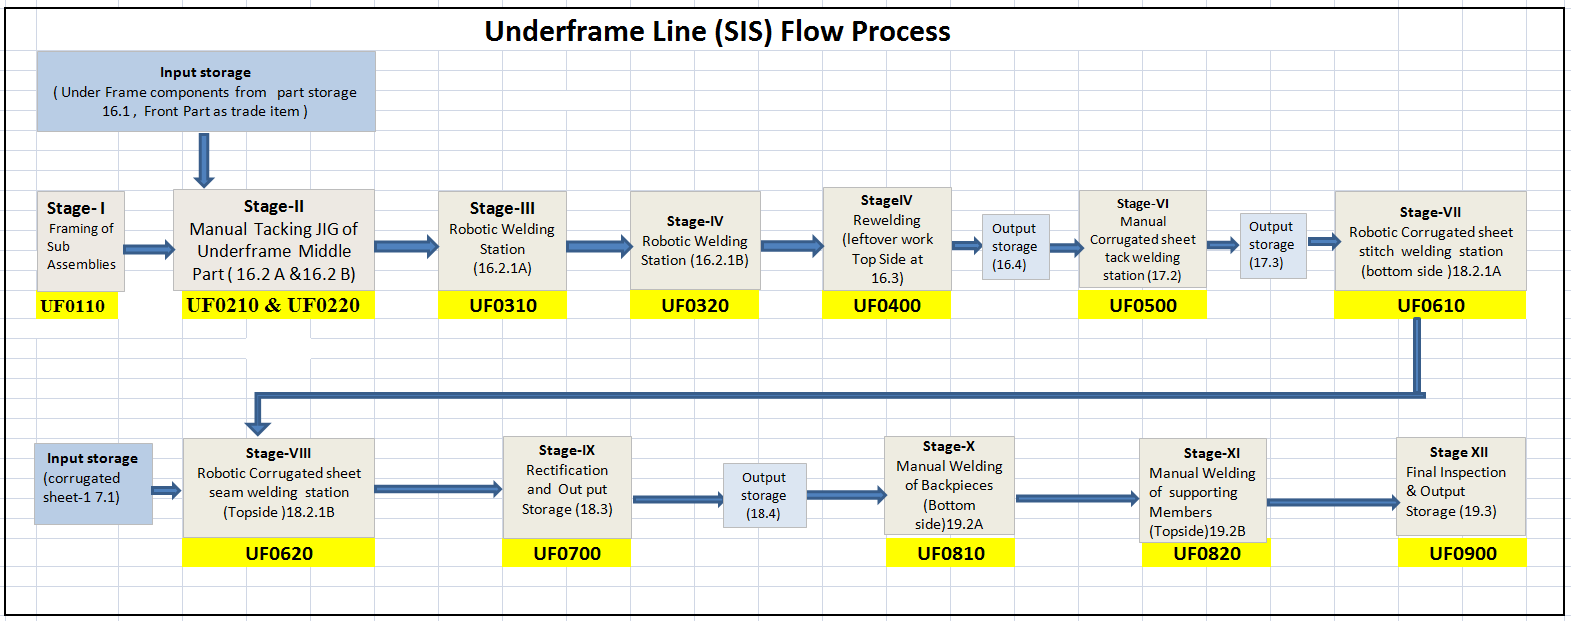 Underframe Line (SIS) Flow Process
Input storage
( Under Frame components from part storage
16.1 , Front Part as trade item )
Stage- I
Framing of
Sub
Assemblies
UF0110
Stage-II
Manual Tacking JIG of
Underframe Middle
Part ( 16.2 A &16.2 B)
UF0210 & UF0220
Stage-III
Robotic Welding
Station
(16.2.1A)
UF0310
Stage-IV
Robotic Welding
Station (16.2.1B)
UF0320
StageIV
Rewelding
(leftover work
Top Side at
16.3)
UF0400
Output
storage
(16.4)
Stage-VI
Manual
Corrugated sheet
tack welding
station (17.2)
UF0500
Output
storage
(17.3)
Stage-VII
Robotic Corrugated sheet
stitch welding station
(bottom side )18.2.1A
UF0610
Input storage
(corrugated
sheet-1 7.1)
Stage-VIII
Robotic Corrugated sheet
seam welding station
(Topside )18.2.1B
UF0620
Stage-IX
Rectification
and Out put
Storage (18.3)
UF0700
Output
storage
(18.4)
Stage-X
Manual Welding
of Backpieces
(Bottom
side)19.2A
UF0810
Stage-XI
Manual Welding
of supporting
Members
(Topside)19.2B
UF0820
Stage XII
Final Inspection
& Output
Storage (19.3)
UF0900